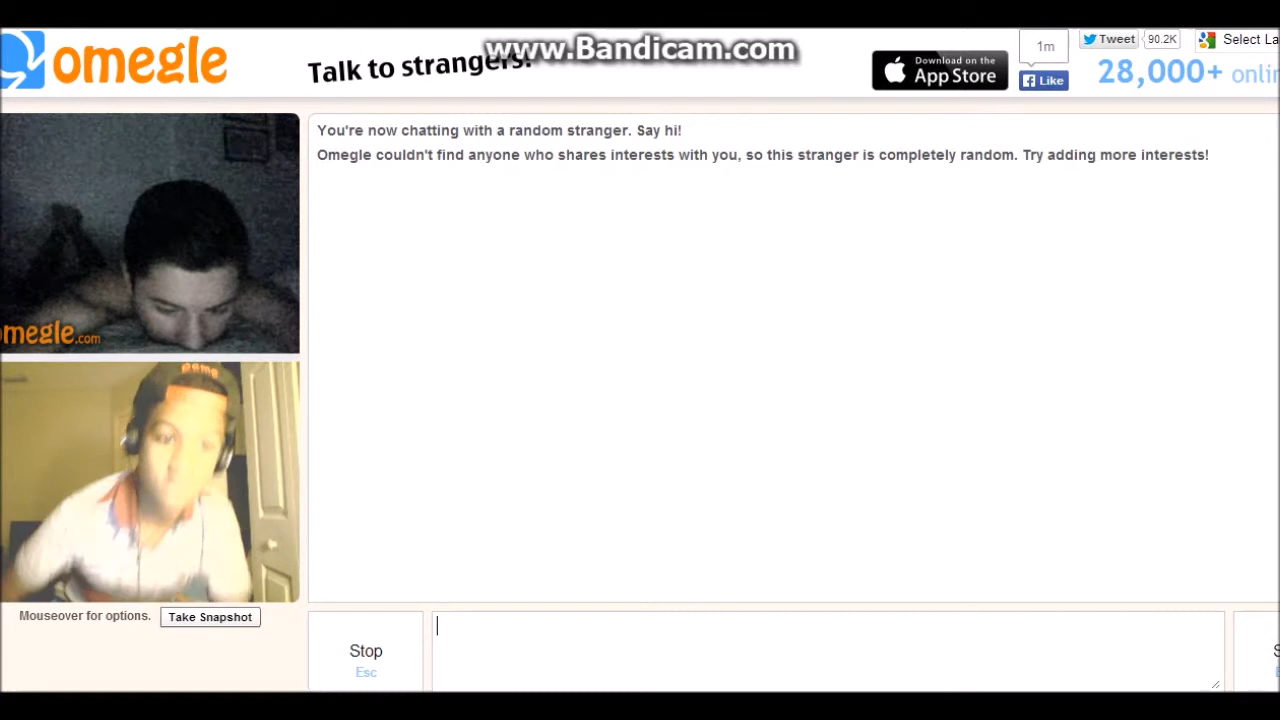 www.Bandicam.com
omegle
Talk to strangers!
Download on the
App Store
1m
Like
Tweet
90.2K
Select La
28,000+ onlin
You're now chatting with a random stranger. Say hi!
Omegle couldn't find anyone who shares interests with you, so this stranger is completely random. Try adding more interests!
omegle.com
Game
Mouseover for options.
Take Snapshot
Stop
Esc